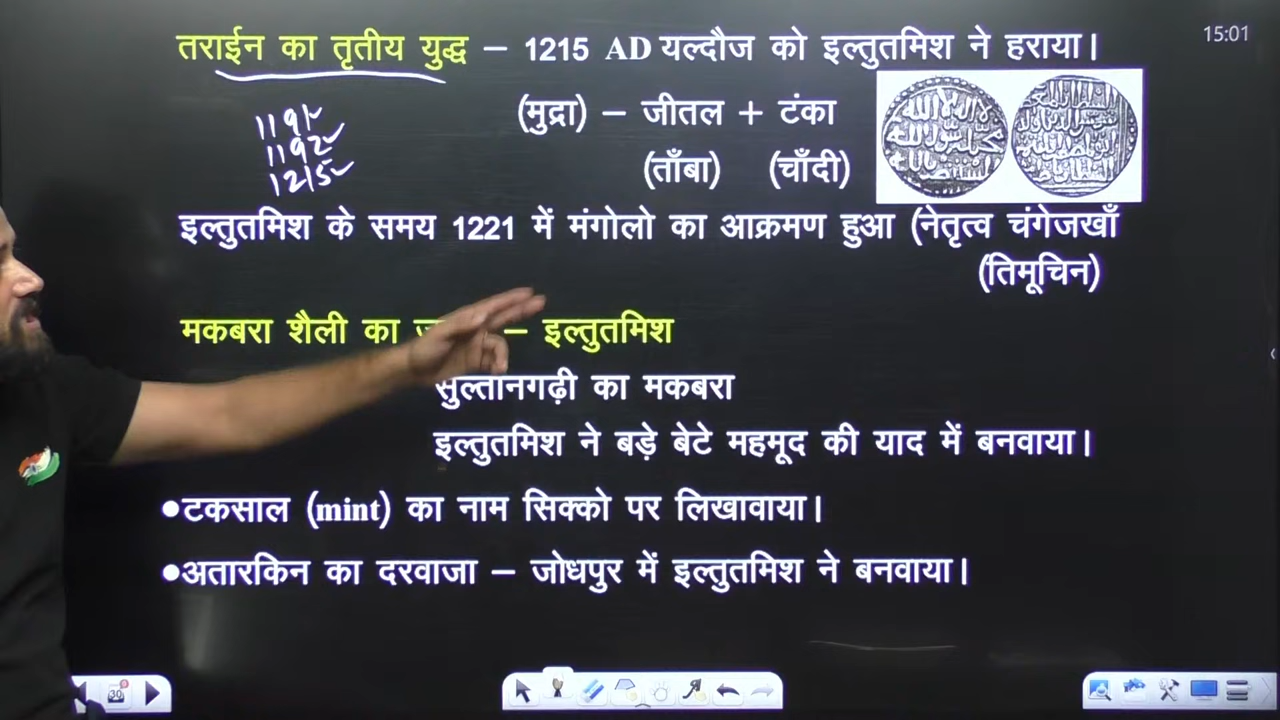 15:01
तराईन का तृतीय युद्ध – 1215 AD यल्दौज को इल्तुतमिश ने हराया।
1191
1192
1215
(मुद्रा) – जीतल + टंका
(ताँबा) (चाँदी)
इल्तुतमिश के समय 1221 में मंगोलो का आक्रमण हुआ (नेतृत्व चंगेजखाँ
(तिमूचिन)
मकबरा शैली का – इल्तुतमिश
सुल्तानगढ़ी का मकबरा
इल्तुतमिश ने बड़े बेटे महमूद की याद में बनवाया।
•टकसाल (mint) का नाम सिक्को पर लिखावाया।
•अतारकिन का दरवाजा – जोधपुर में इल्तुतमिश ने बनवाया।
30